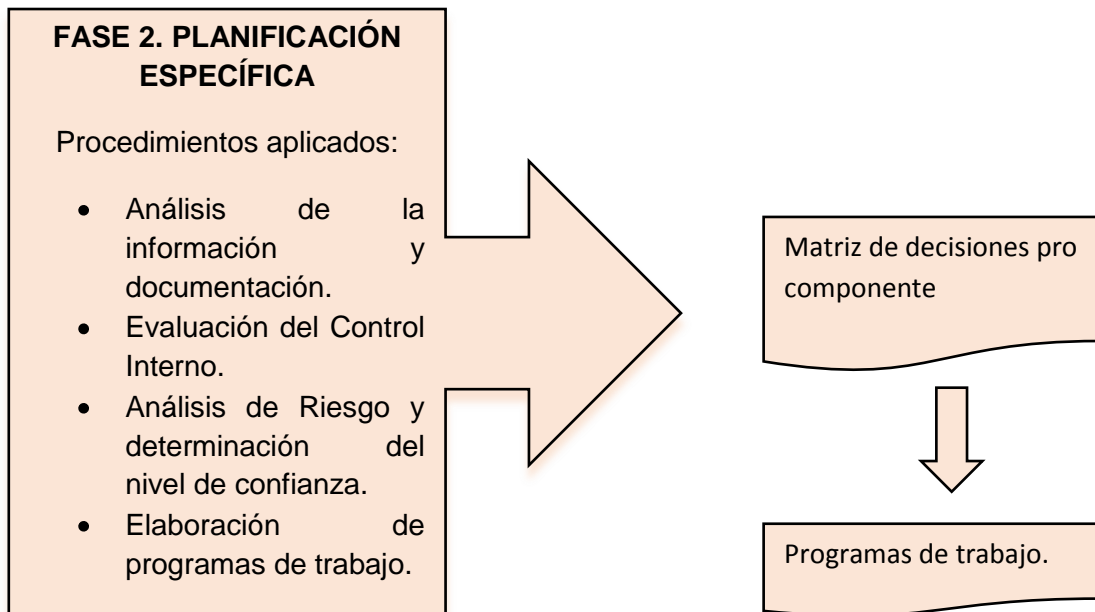 FASE 2. PLANIFICACIÓN
ESPECÍFICA
Procedimientos aplicados:
• Análisis de la
información y
documentación.
• Evaluación del Control
Interno.
• Análisis de Riesgo y
determinación del
nivel de confianza.
• Elaboración de
programas de trabajo.
Matriz de decisiones pro
componente
Programas de trabajo.